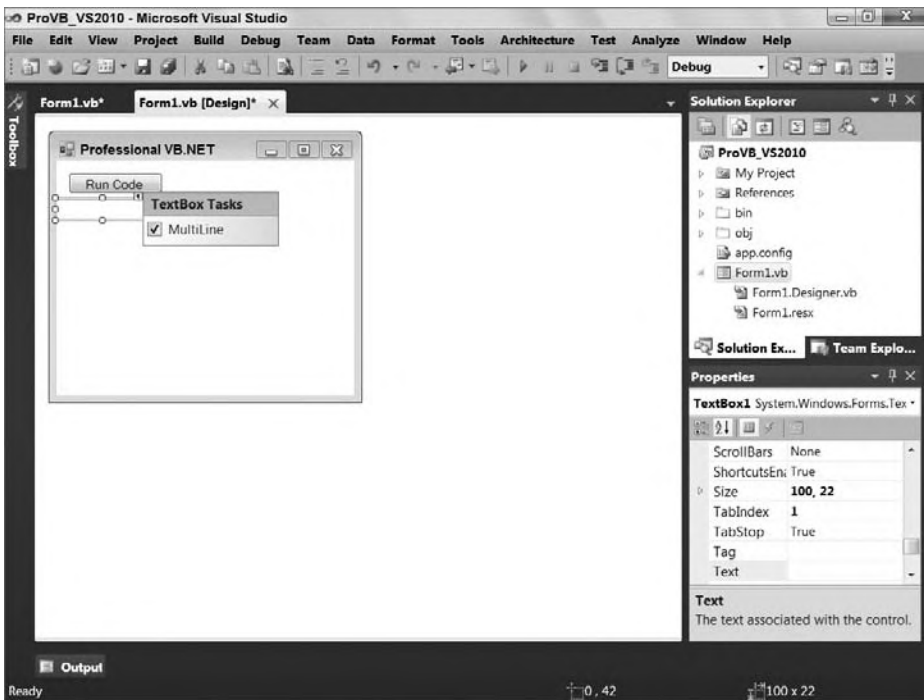 ProVB_VS2010 - Microsoft Visual Studio
File Edit View Project Build Debug Team Data Format Tools Architecture Test Analyze Window Help
Debug
Toolbox
Form1.vb*
Form1.vb [Design]*
Professional VB.NET
Run Code
TextBox Tasks
MultiLine
Solution Explorer
ProVB_VS2010
My Project
References
bin
obj
app.config
Form1.vb
Form1.Designer.vb
Form1.resx
Solution Ex...
Team Explo...
Properties
TextBox1 System.Windows.Forms.Tex
ScrollBars None
ShortcutsEna True
Size 100, 22
TabIndex 1
TabStop True
Tag
Text
Text
The text associated with the control.
Output
Ready
0 , 42
100 x 22